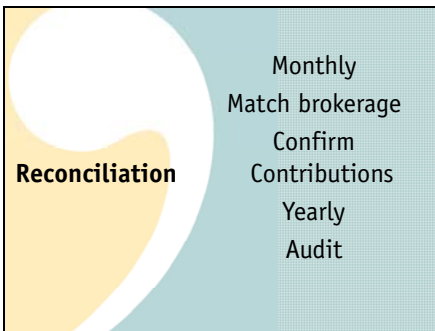 Reconciliation
Monthly
Match brokerage
Confirm
Contributions
Yearly
Audit